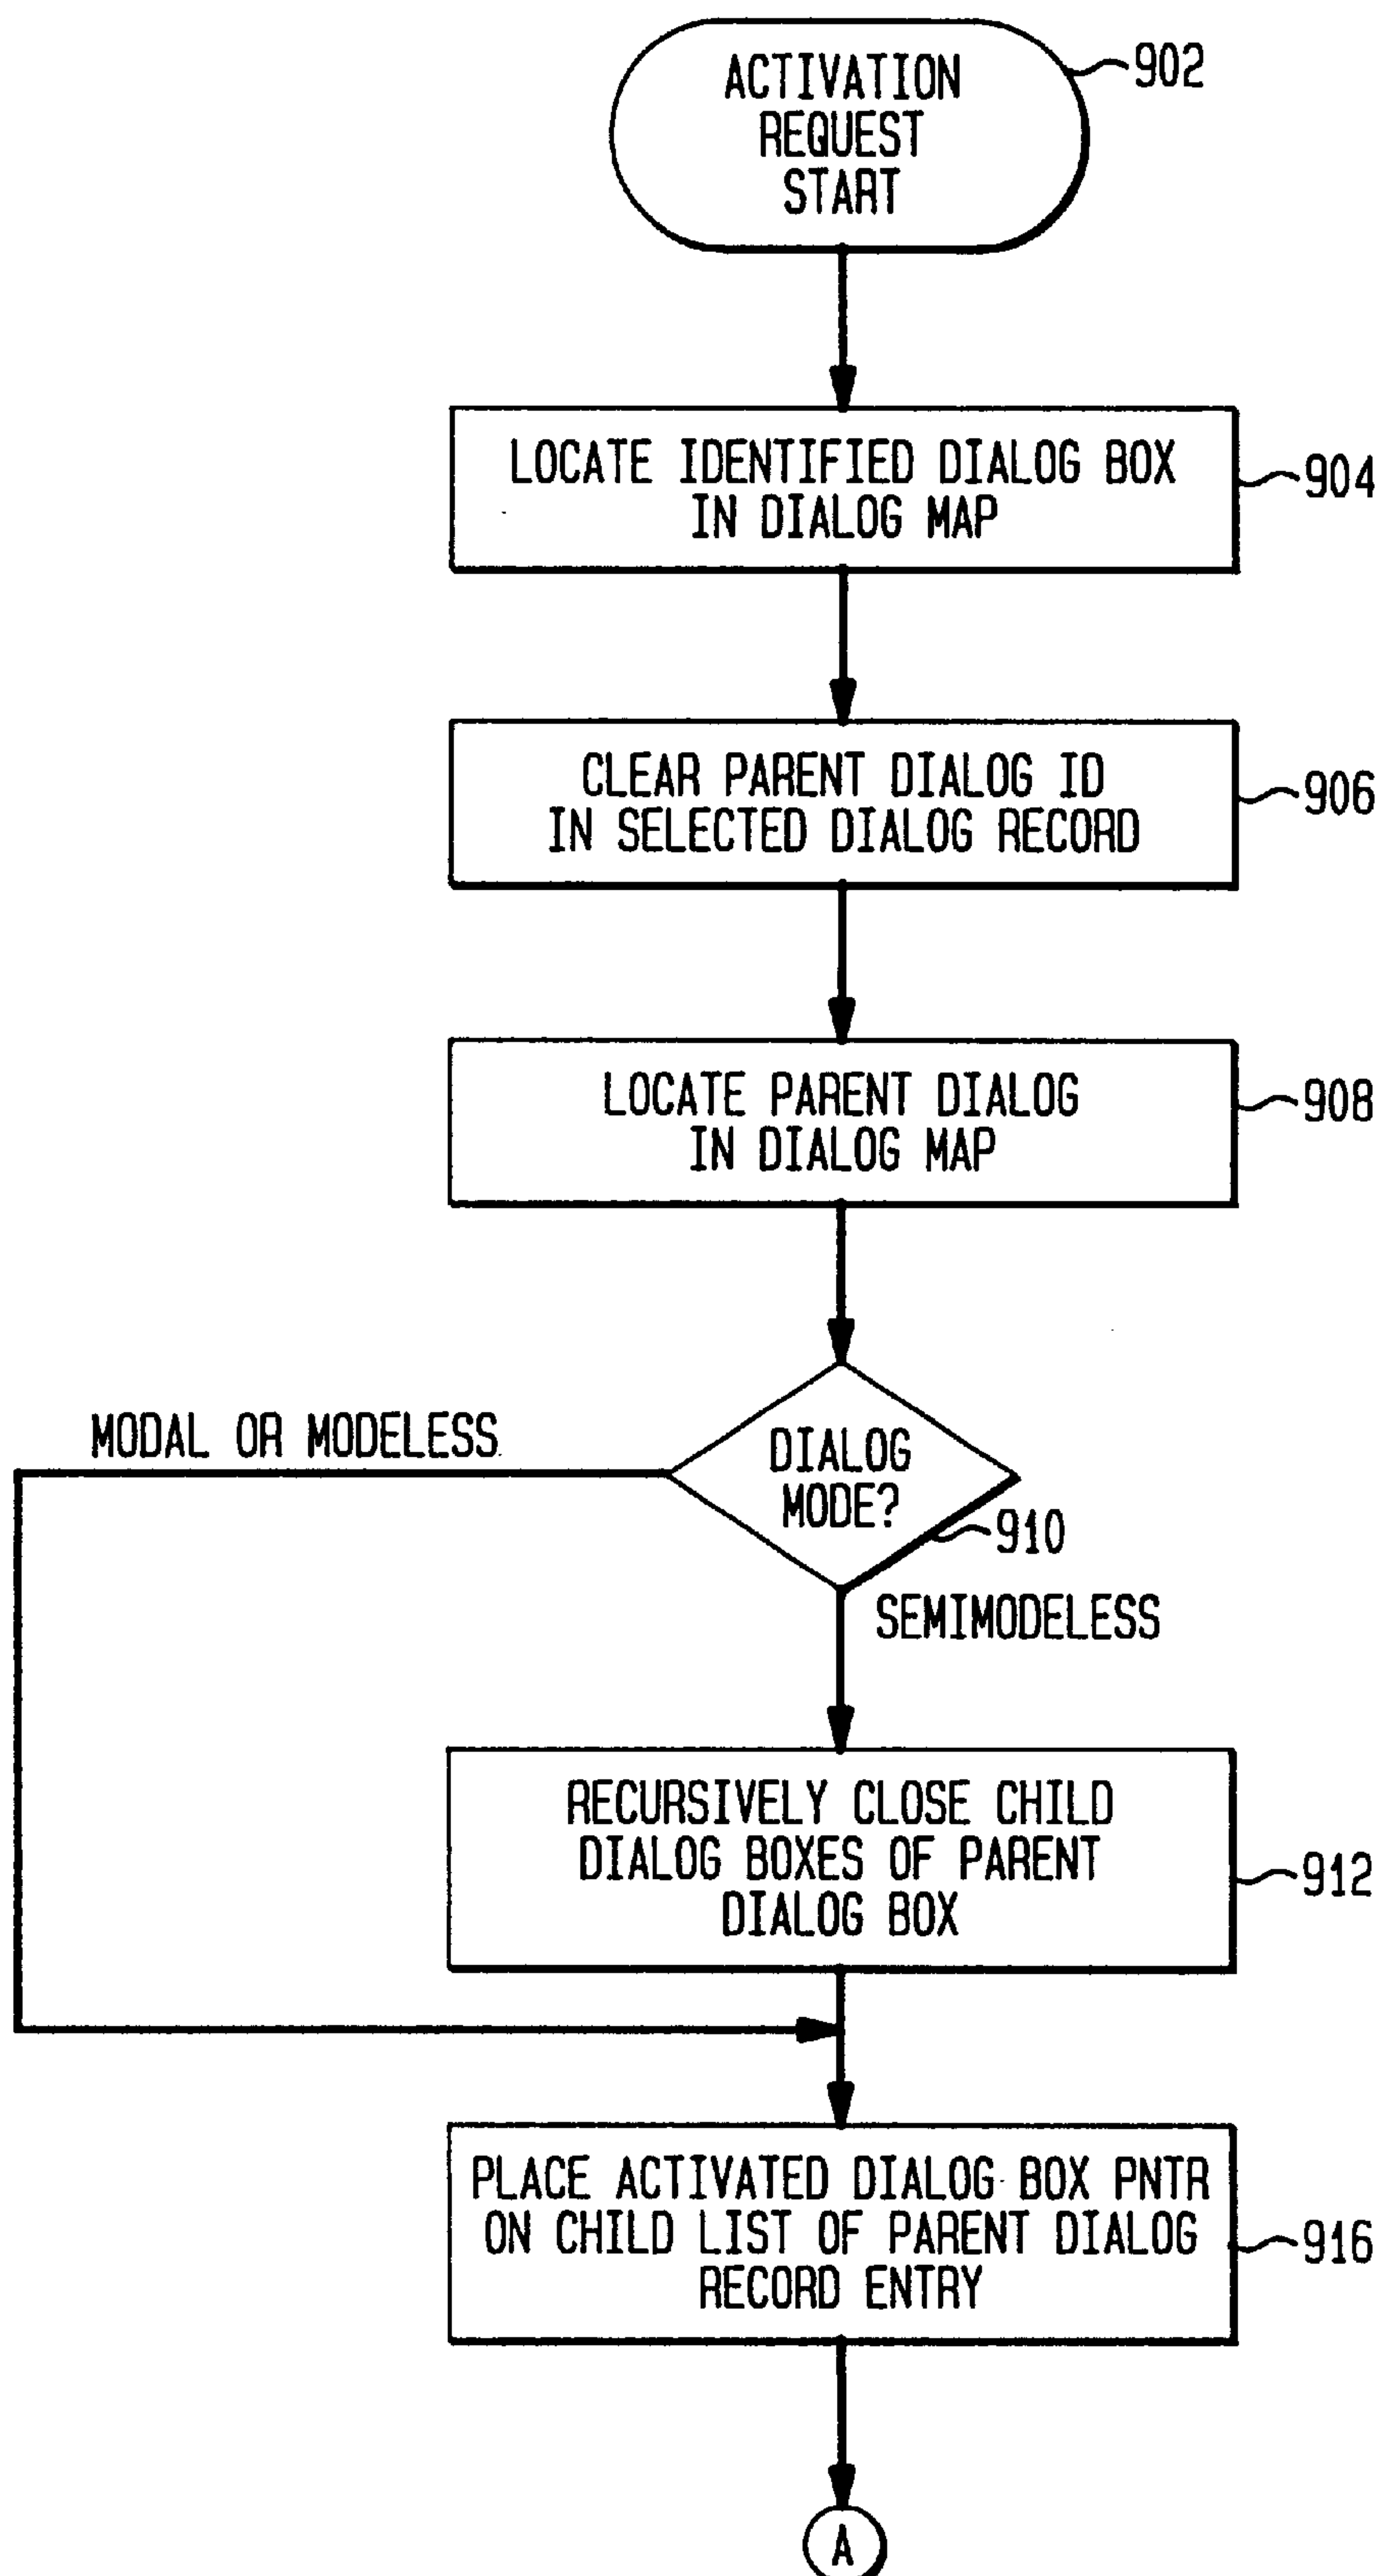 ACTIVATION
REQUEST
START
902
LOCATE IDENTIFIED DIALOG BOX
IN DIALOG MAP
904
CLEAR PARENT DIALOG ID
IN SELECTED DIALOG RECORD
906
LOCATE PARENT DIALOG
IN DIALOG MAP
908
MODAL OR MODELESS
DIALOG
MODE?
910
SEMIMODELESS
RECURSIVELY CLOSE CHILD
DIALOG BOXES OF PARENT
DIALOG BOX
912
PLACE ACTIVATED DIALOG BOX PNTR
ON CHILD LIST OF PARENT DIALOG
RECORD ENTRY
916
A